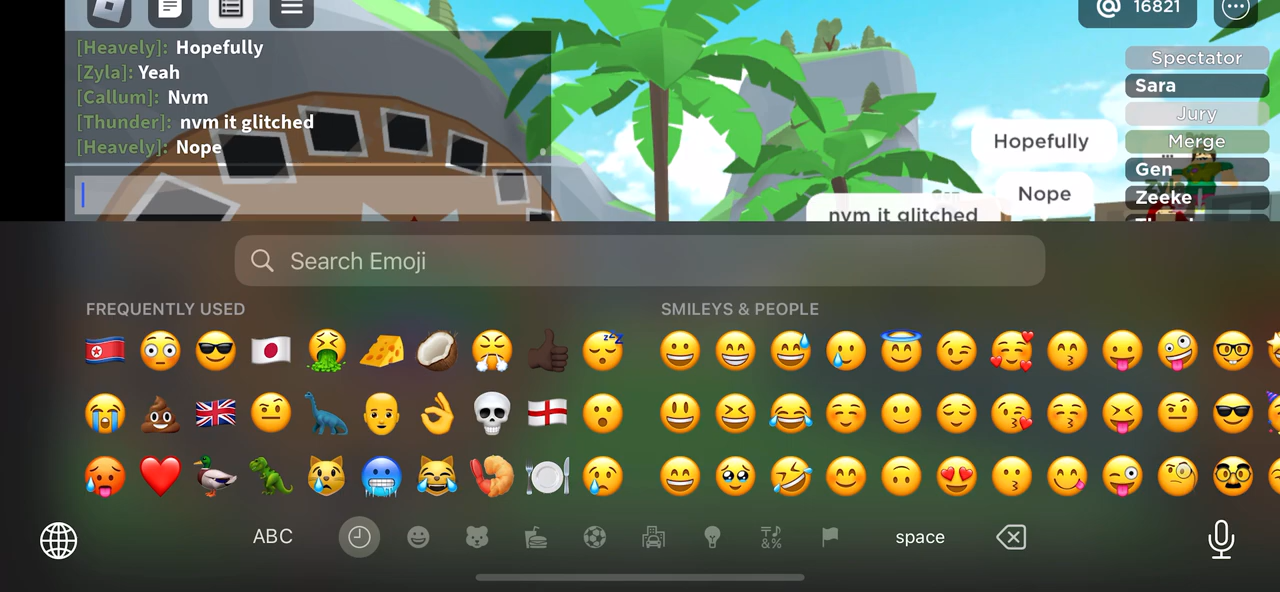 16821
[Heavely]: Hopefully
[Zyla]: Yeah
[Callum]: Nvm
[Thunder]: nvm it glitched
[Heavely]: Nope
Hopefully
Nope
nvm it glitched
Spectator
Sara
Jury
Merge
Gen
Zeeke
Search Emoji
FREQUENTLY USED
SMILEYS & PEOPLE
ABC
space